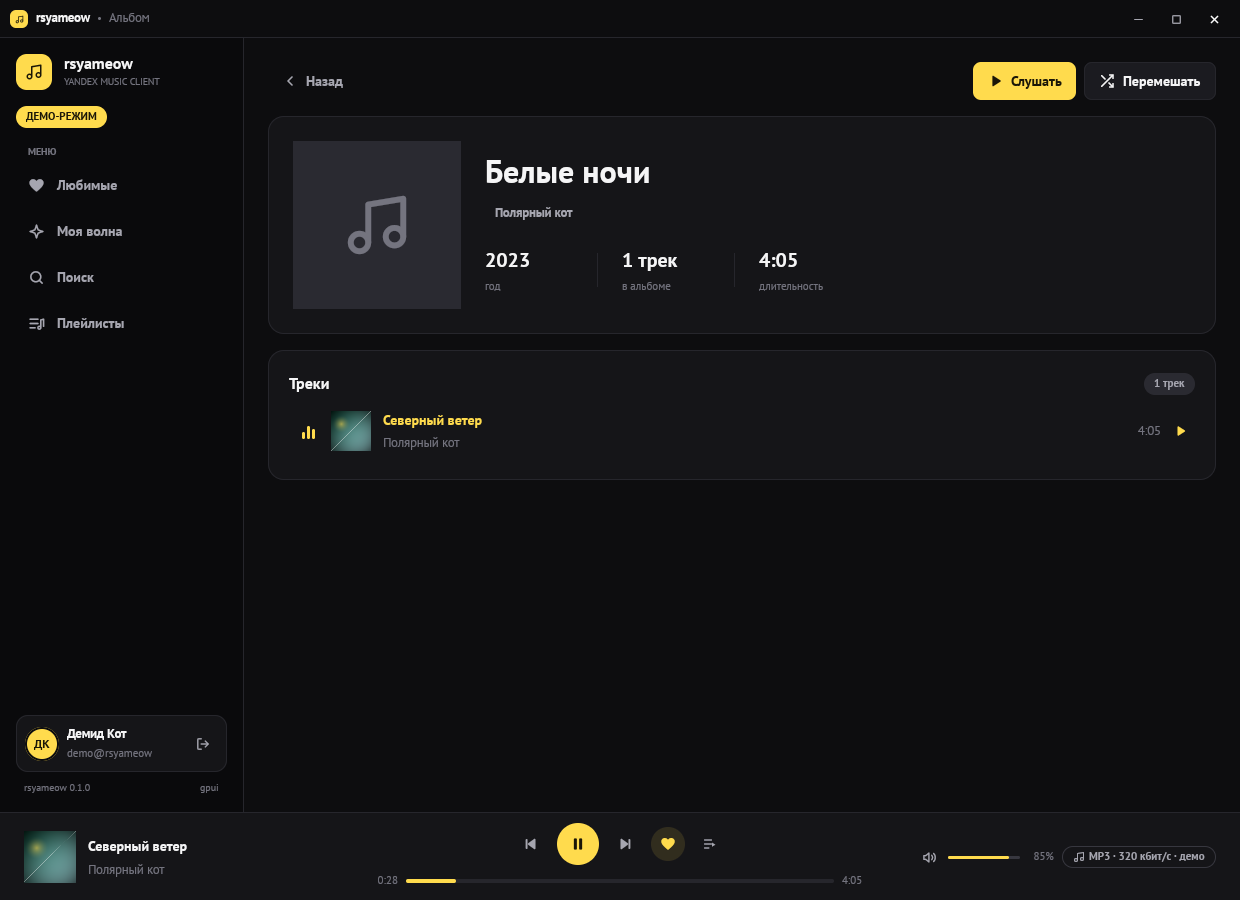 rsyameow • Альбом
rsyameow
YANDEX MUSIC CLIENT
ДЕМО-РЕЖИМ
МЕНЮ
Любимые
Моя волна
Поиск
Плейлисты
Назад
Слушать
Перемешать
Белые ночи
Полярный кот
2023
год
1 трек
в альбоме
4:05
длительность
Треки
1 трек
Северный ветер
Полярный кот
4:05
ДК
Демид Кот
demo@rsyameow
rsyameow 0.1.0
gpui
Северный ветер
Полярный кот
0:28
4:05
85%
MP3 · 320 кбит/с · демо